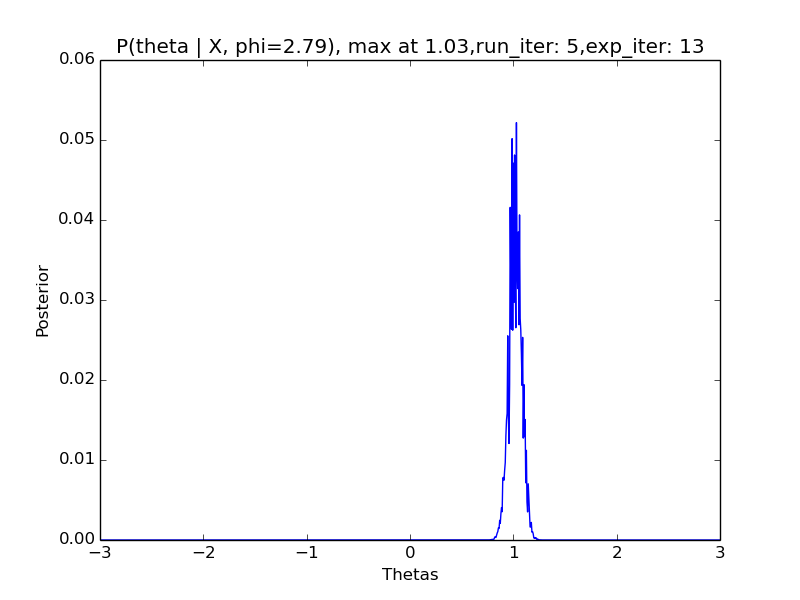 P(theta | X, phi=2.79), max at 1.03,run_iter: 5,exp_iter: 13
0.06
0.05
0.04
0.03
0.02
0.01
0.00
Posterior
−3 −2 −1 0 1 2 3
Thetas